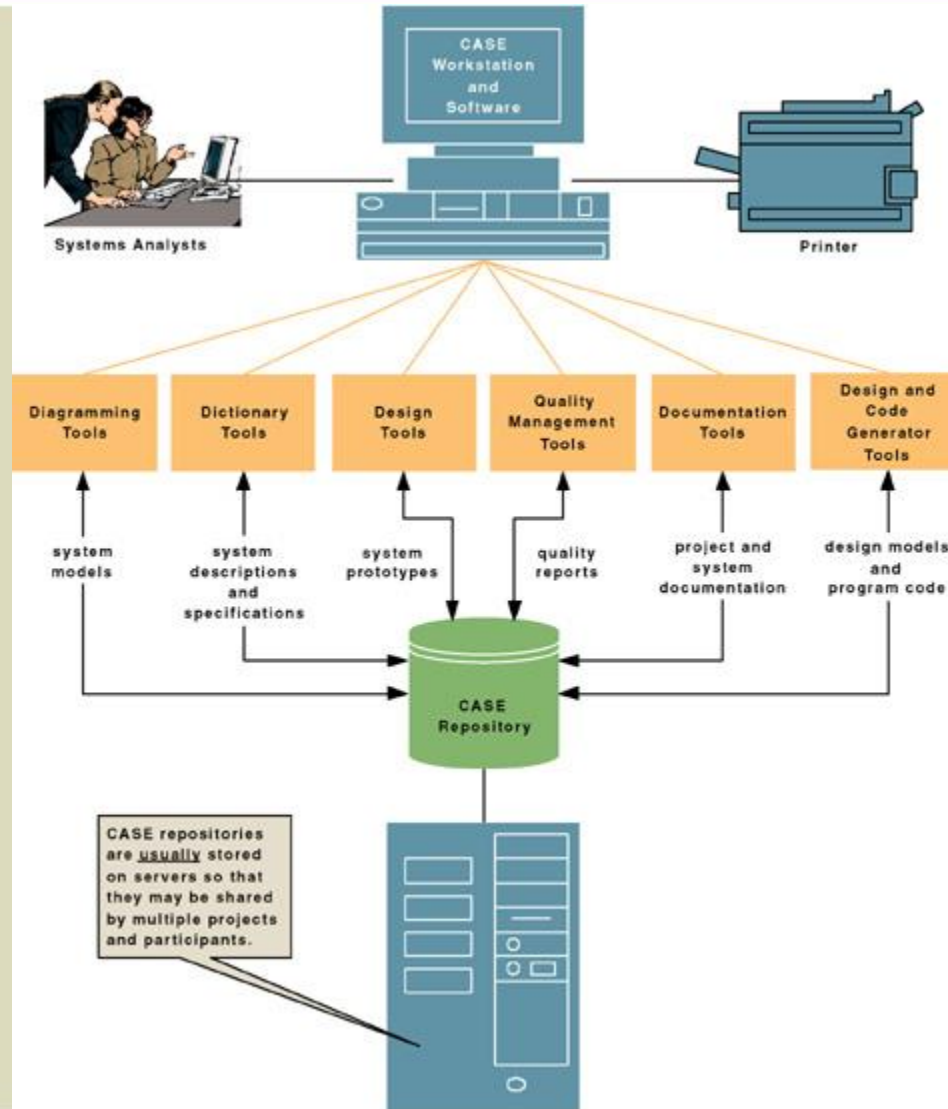 CASE
Workstation
and
Software
Systems Analysts
Printer
Diagramming
Tools
Dictionary
Tools
Design
Tools
Quality
Management
Tools
Documentation
Tools
Design and
Code
Generator
Tools
system
models
system
descriptions
and
specifications
system
prototypes
quality
reports
project and
system
documentation
design models
and
program code
CASE
Repository
CASE repositories
are usually stored
on servers so that
they may be shared
by multiple projects
and participants.